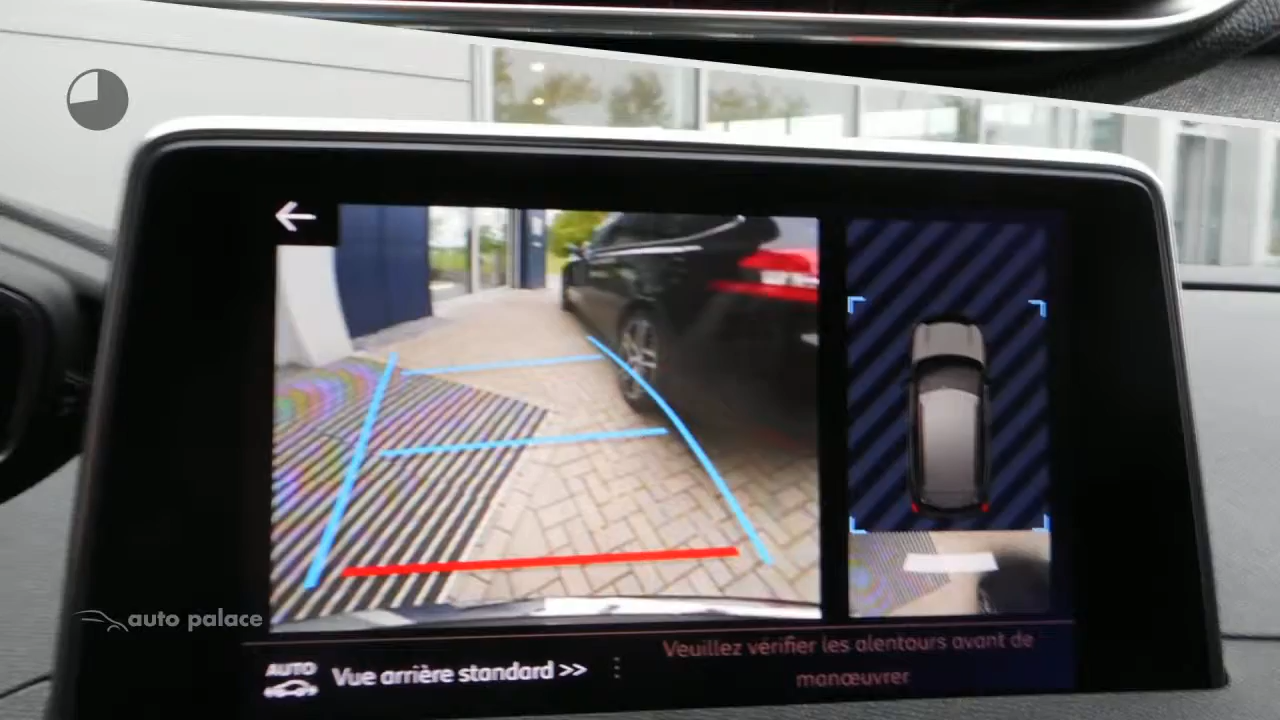 auto palace
AUTO
Vue arrière standard >>
Veuillez vérifier les alentours avant de
manœuvrer